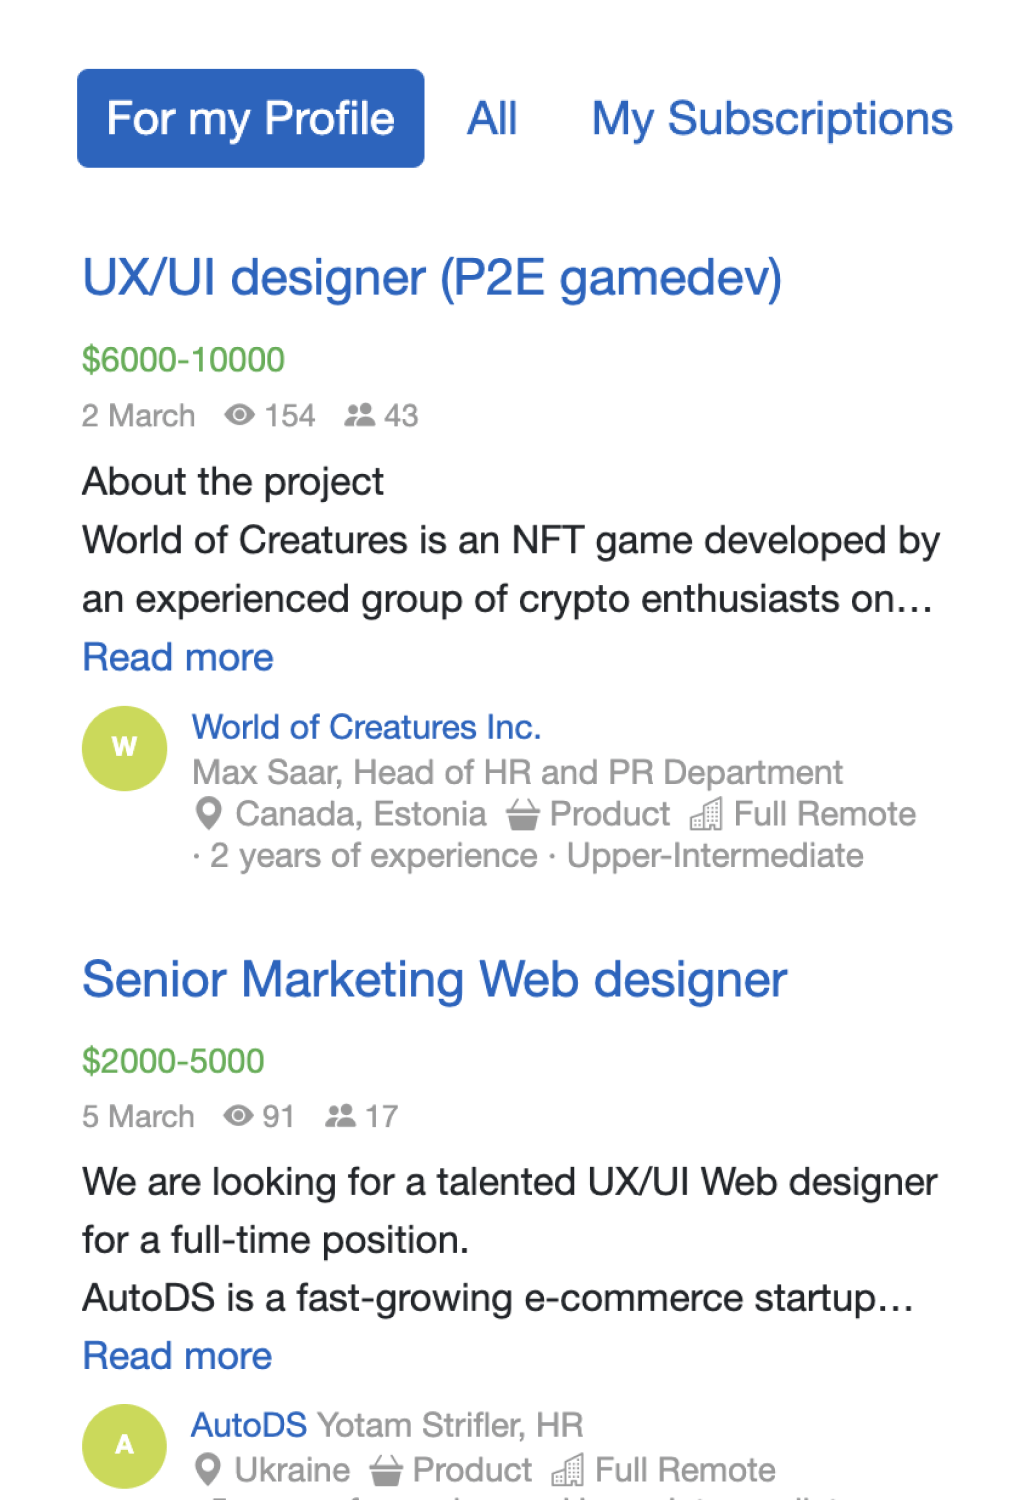 For my Profile All My Subscriptions
UX/UI designer (P2E gamedev)
$6000-10000
2 March 154 43
About the project
World of Creatures is an NFT game developed by
an experienced group of crypto enthusiasts on…
Read more
W
World of Creatures Inc.
Max Saar, Head of HR and PR Department
Canada, Estonia Product Full Remote
· 2 years of experience · Upper-Intermediate
Senior Marketing Web designer
$2000-5000
5 March 91 17
We are looking for a talented UX/UI Web designer
for a full-time position.
AutoDS is a fast-growing e-commerce startup…
Read more
A
AutoDS Yotam Strifler, HR
Ukraine Product Full Remote